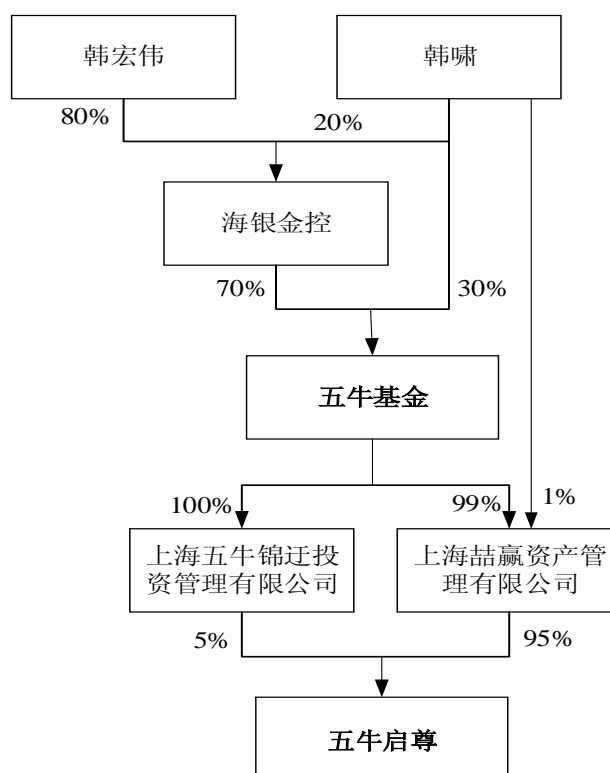 韩宏伟
韩啸
80%
20%
海银金控
70%
30%
五牛基金
100%
99%
1%
上海五牛锦迂投
资管理有限公司
上海喆赢资产管
理有限公司
5%
95%
五牛启尊